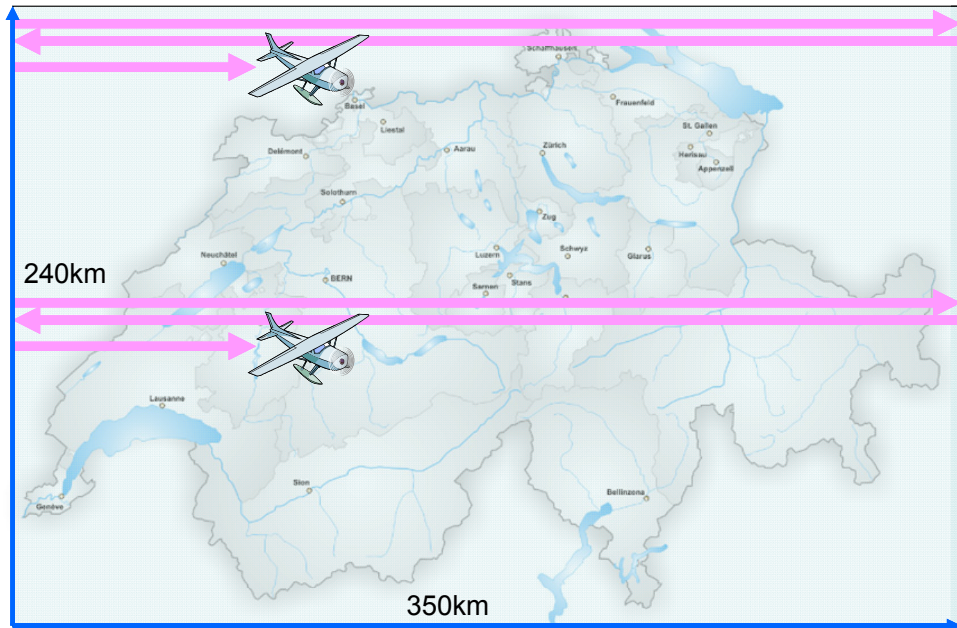 Schaffhausen
Frauenfeld
Basel
Liestal
St. Gallen
Herisau
Appenzell
Delémont
Aarau
Zürich
Solothurn
Zug
Neuchâtel
Luzern
Schwyz
Glarus
240km
BERN
Stans
Sarnen
Lausanne
Sion
Bellinzona
Genève
350km